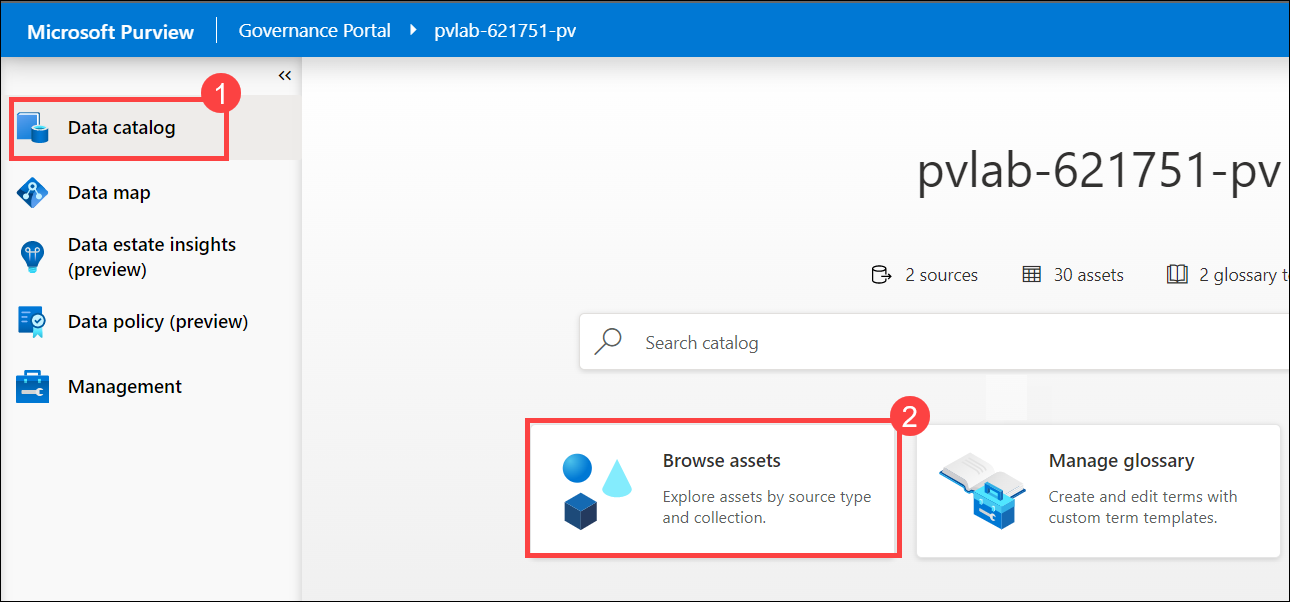 Microsoft Purview
Governance Portal
pvlab-621751-pv
1
Data catalog
Data map
Data estate insights
(preview)
Data policy (preview)
Management
pvlab-621751-pv
2 sources
30 assets
2 glossary t
Search catalog
2
Browse assets
Explore assets by source type
and collection.
Manage glossary
Create and edit terms with
custom term templates.